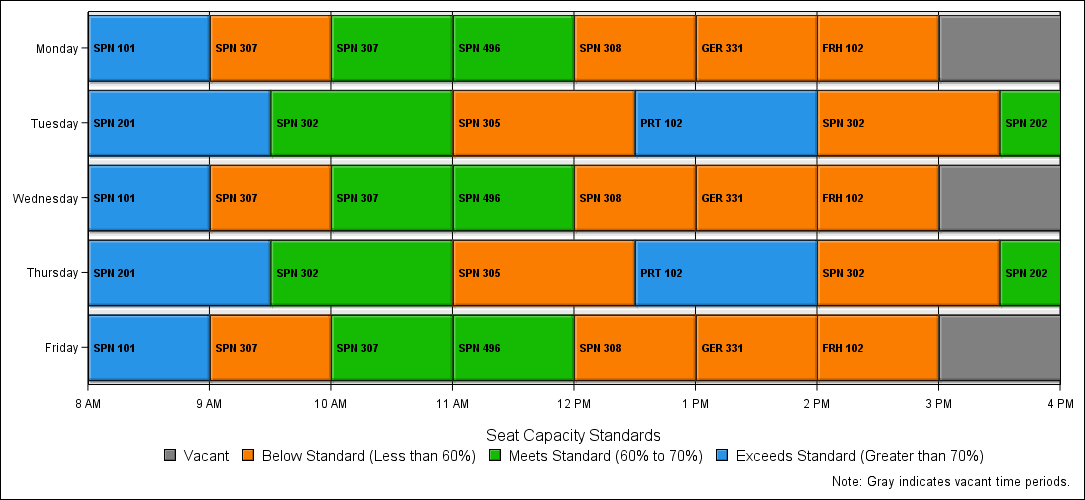 Monday SPN 101 SPN 307 SPN 307 SPN 496 SPN 308 GER 331 FRH 102
Tuesday SPN 201 SPN 302 SPN 305 PRT 102 SPN 302 SPN 202
Wednesday SPN 101 SPN 307 SPN 307 SPN 496 SPN 308 GER 331 FRH 102
Thursday SPN 201 SPN 302 SPN 305 PRT 102 SPN 302 SPN 202
Friday SPN 101 SPN 307 SPN 307 SPN 496 SPN 308 GER 331 FRH 102
8 AM 9 AM 10 AM 11 AM 12 PM 1 PM 2 PM 3 PM 4 PM
Seat Capacity Standards
Vacant Below Standard (Less than 60%) Meets Standard (60% to 70%) Exceeds Standard (Greater than 70%)
Note: Gray indicates vacant time periods.